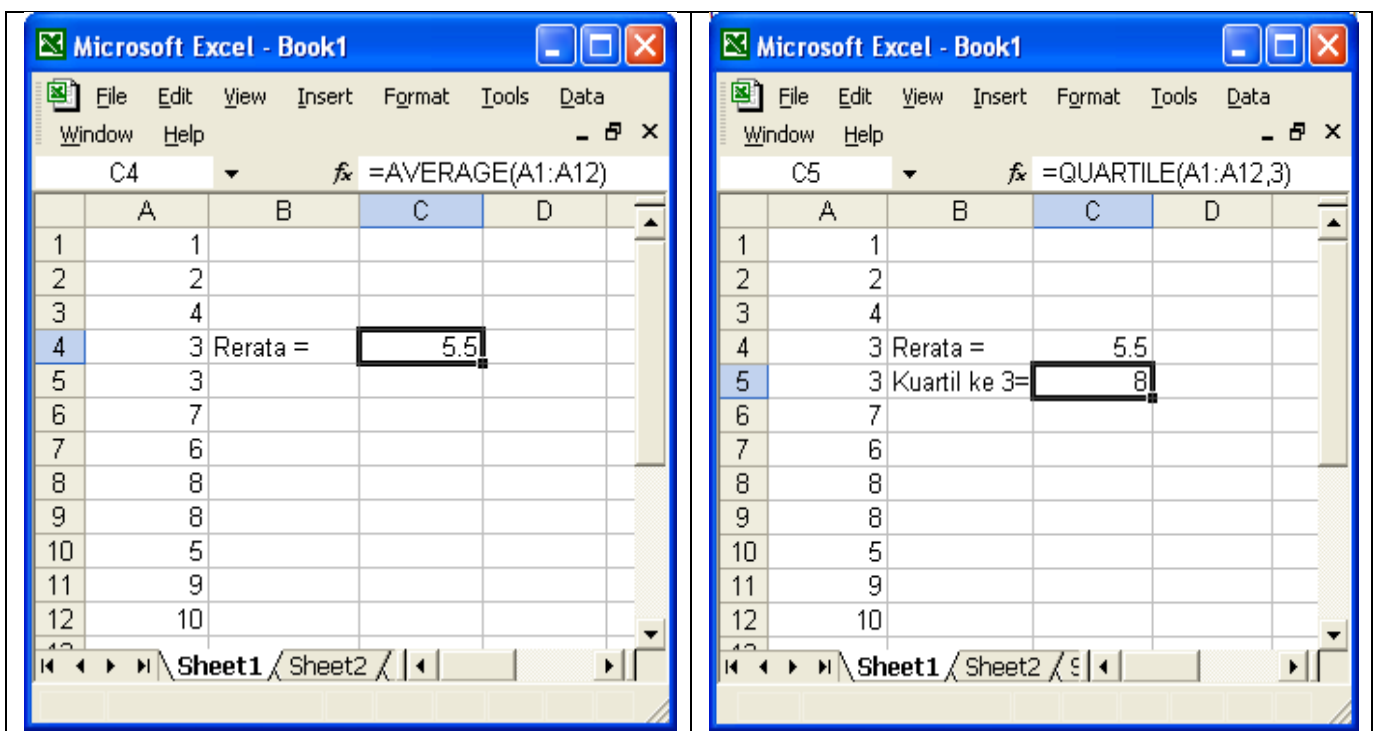 Microsoft Excel - Book1
File Edit View Insert Format Tools Data
Window Help
C4 fx =AVERAGE(A1:A12)
A B C D
1 1
2 2
3 4
4 3 Rerata = 5.5
5 3
6 7
7 6
8 8
9 8
10 5
11 9
12 10
Sheet1 Sheet2
Microsoft Excel - Book1
File Edit View Insert Format Tools Data
Window Help
C5 fx =QUARTILE(A1:A12,3)
A B C D
1 1
2 2
3 4
4 3 Rerata = 5.5
5 3 Kuartil ke 3= 8
6 7
7 6
8 8
9 8
10 5
11 9
12 10
Sheet1 Sheet2